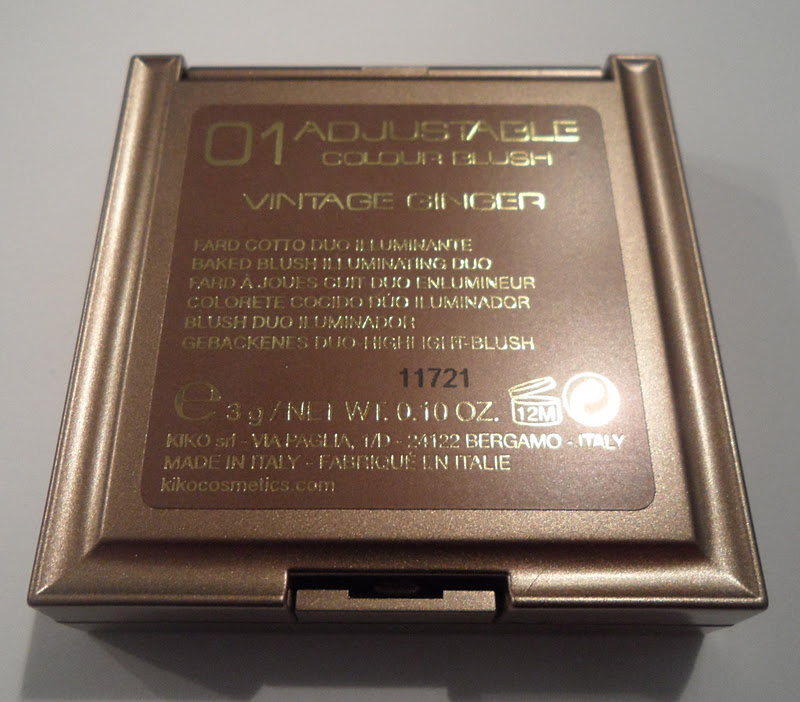 01 ADJUSTABLE
COLOUR BLUSH
VINTAGE GINGER
FARD COTTO DUO ILLUMINANTE
BAKED BLUSH ILLUMINATING DUO
FARD À JOUES CUIT DUO ENLUMINEUR
COLORETE COCIDO DÚO ILUMINADOR
BLUSH DUO ILUMINADOR
GEBACKENES DUO-HIGHLIGHT-BLUSH
11721
e 3 g / NET WT. 0.10 OZ. 12M
KIKO srl - VIA PAGLIA, 1/D - 24122 BERGAMO - ITALY
MADE IN ITALY - FABRIQUÉ EN ITALIE
kikocosmetics.com